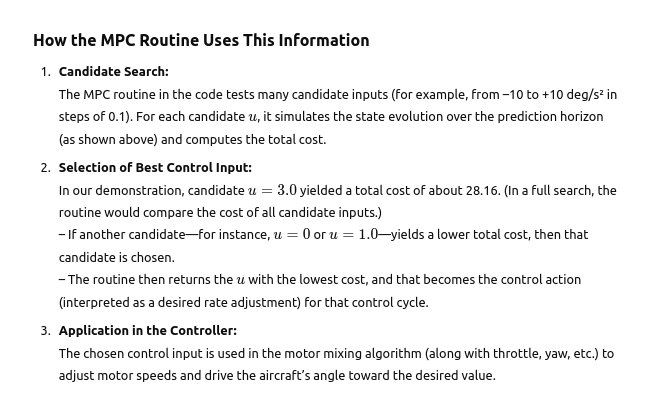 How the MPC Routine Uses This Information
1. Candidate Search:
The MPC routine in the code tests many candidate inputs (for example, from –10 to +10 deg/s² in
steps of 0.1). For each candidate u, it simulates the state evolution over the prediction horizon
(as shown above) and computes the total cost.
2. Selection of Best Control Input:
In our demonstration, candidate u = 3.0 yielded a total cost of about 28.16. (In a full search, the
routine would compare the cost of all candidate inputs.)
– If another candidate—for instance, u = 0 or u = 1.0—yields a lower total cost, then that
candidate is chosen.
– The routine then returns the u with the lowest cost, and that becomes the control action
(interpreted as a desired rate adjustment) for that control cycle.
3. Application in the Controller:
The chosen control input is used in the motor mixing algorithm (along with throttle, yaw, etc.) to
adjust motor speeds and drive the aircraft’s angle toward the desired value.